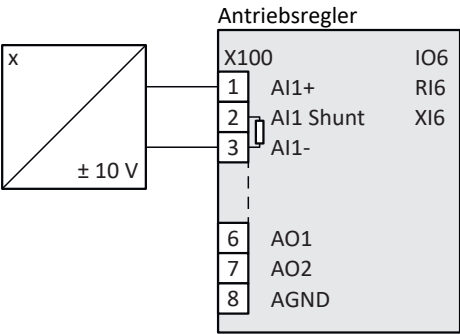 Antriebsregler
x
X100 IO6
1 AI1+ RI6
2 AI1 Shunt XI6
3 AI1-
± 10 V
6 AO1
7 AO2
8 AGND